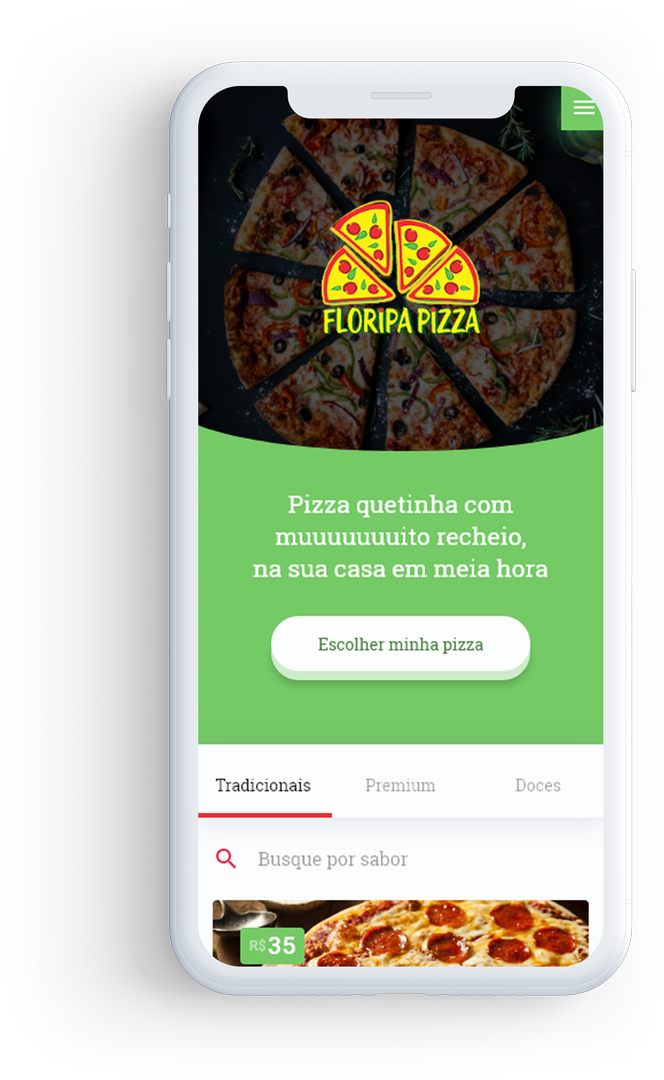 FLORIPA PIZZA
Pizza quetinha com
muuuuuuuito recheio,
na sua casa em meia hora
Escolher minha pizza
Tradicionais Premium Doces
Busque por sabor
R$35